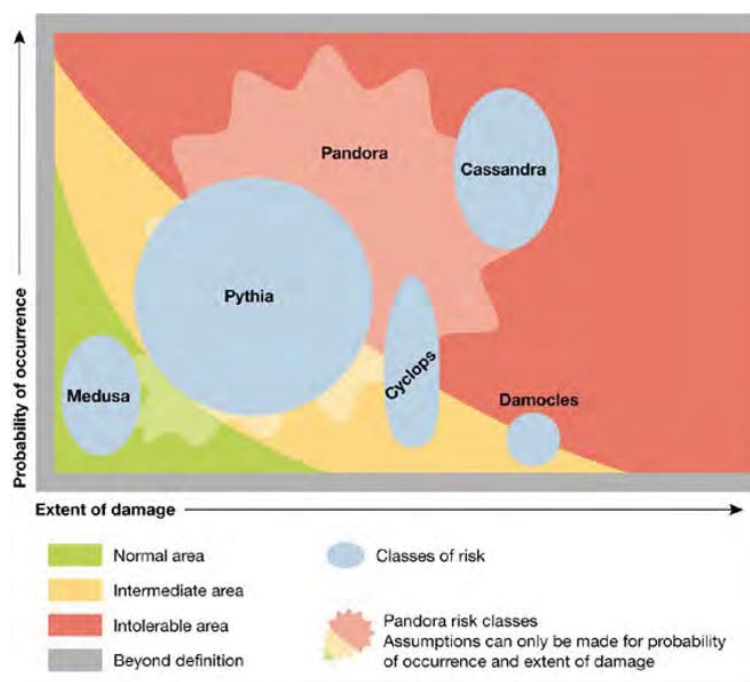 Probability of occurrence
Pandora
Cassandra
Pythia
Cyclops
Medusa
Damocles
Extent of damage
Normal area
Intermediate area
Intolerable area
Beyond definition
Classes of risk
Pandora risk classes
Assumptions can only be made for probability
of occurrence and extent of damage